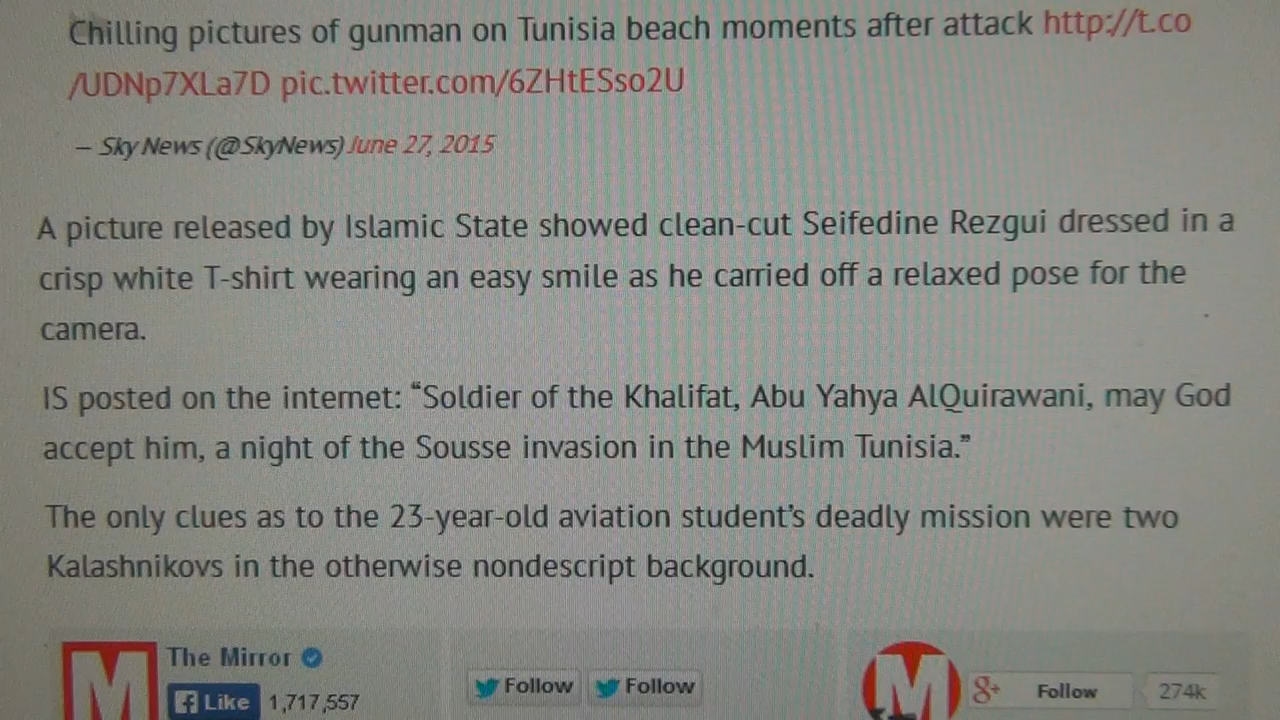 Chilling pictures of gunman on Tunisia beach moments after attack http://t.co
/UDNp7XLa7D pic.twitter.com/6ZHtESso2U
— Sky News (@SkyNews) June 27, 2015
A picture released by Islamic State showed clean-cut Seifedine Rezgui dressed in a
crisp white T-shirt wearing an easy smile as he carried off a relaxed pose for the
camera.
IS posted on the internet: “Soldier of the Khalifat, Abu Yahya AlQuirawani, may God
accept him, a night of the Sousse invasion in the Muslim Tunisia.”
The only clues as to the 23-year-old aviation student’s deadly mission were two
Kalashnikovs in the otherwise nondescript background.
M The Mirror
f Like 1,717,557
Follow Follow
M g+ Follow 274k